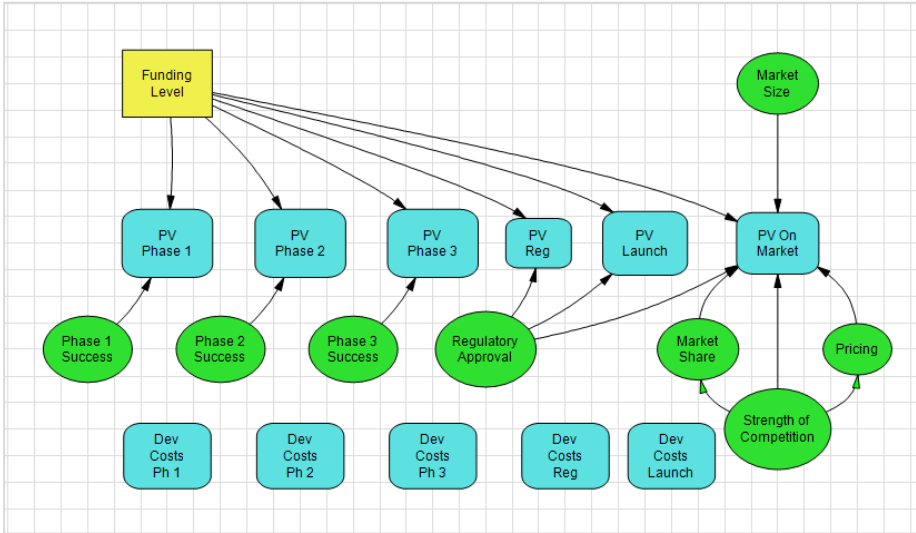 Funding
Level
Market
Size
PV
Phase 1
PV
Phase 2
PV
Phase 3
PV
Reg
PV
Launch
PV On
Market
Phase 1
Success
Phase 2
Success
Phase 3
Success
Regulatory
Approval
Market
Share
Pricing
Strength of
Competition
Dev
Costs
Ph 1
Dev
Costs
Ph 2
Dev
Costs
Ph 3
Dev
Costs
Reg
Dev
Costs
Launch